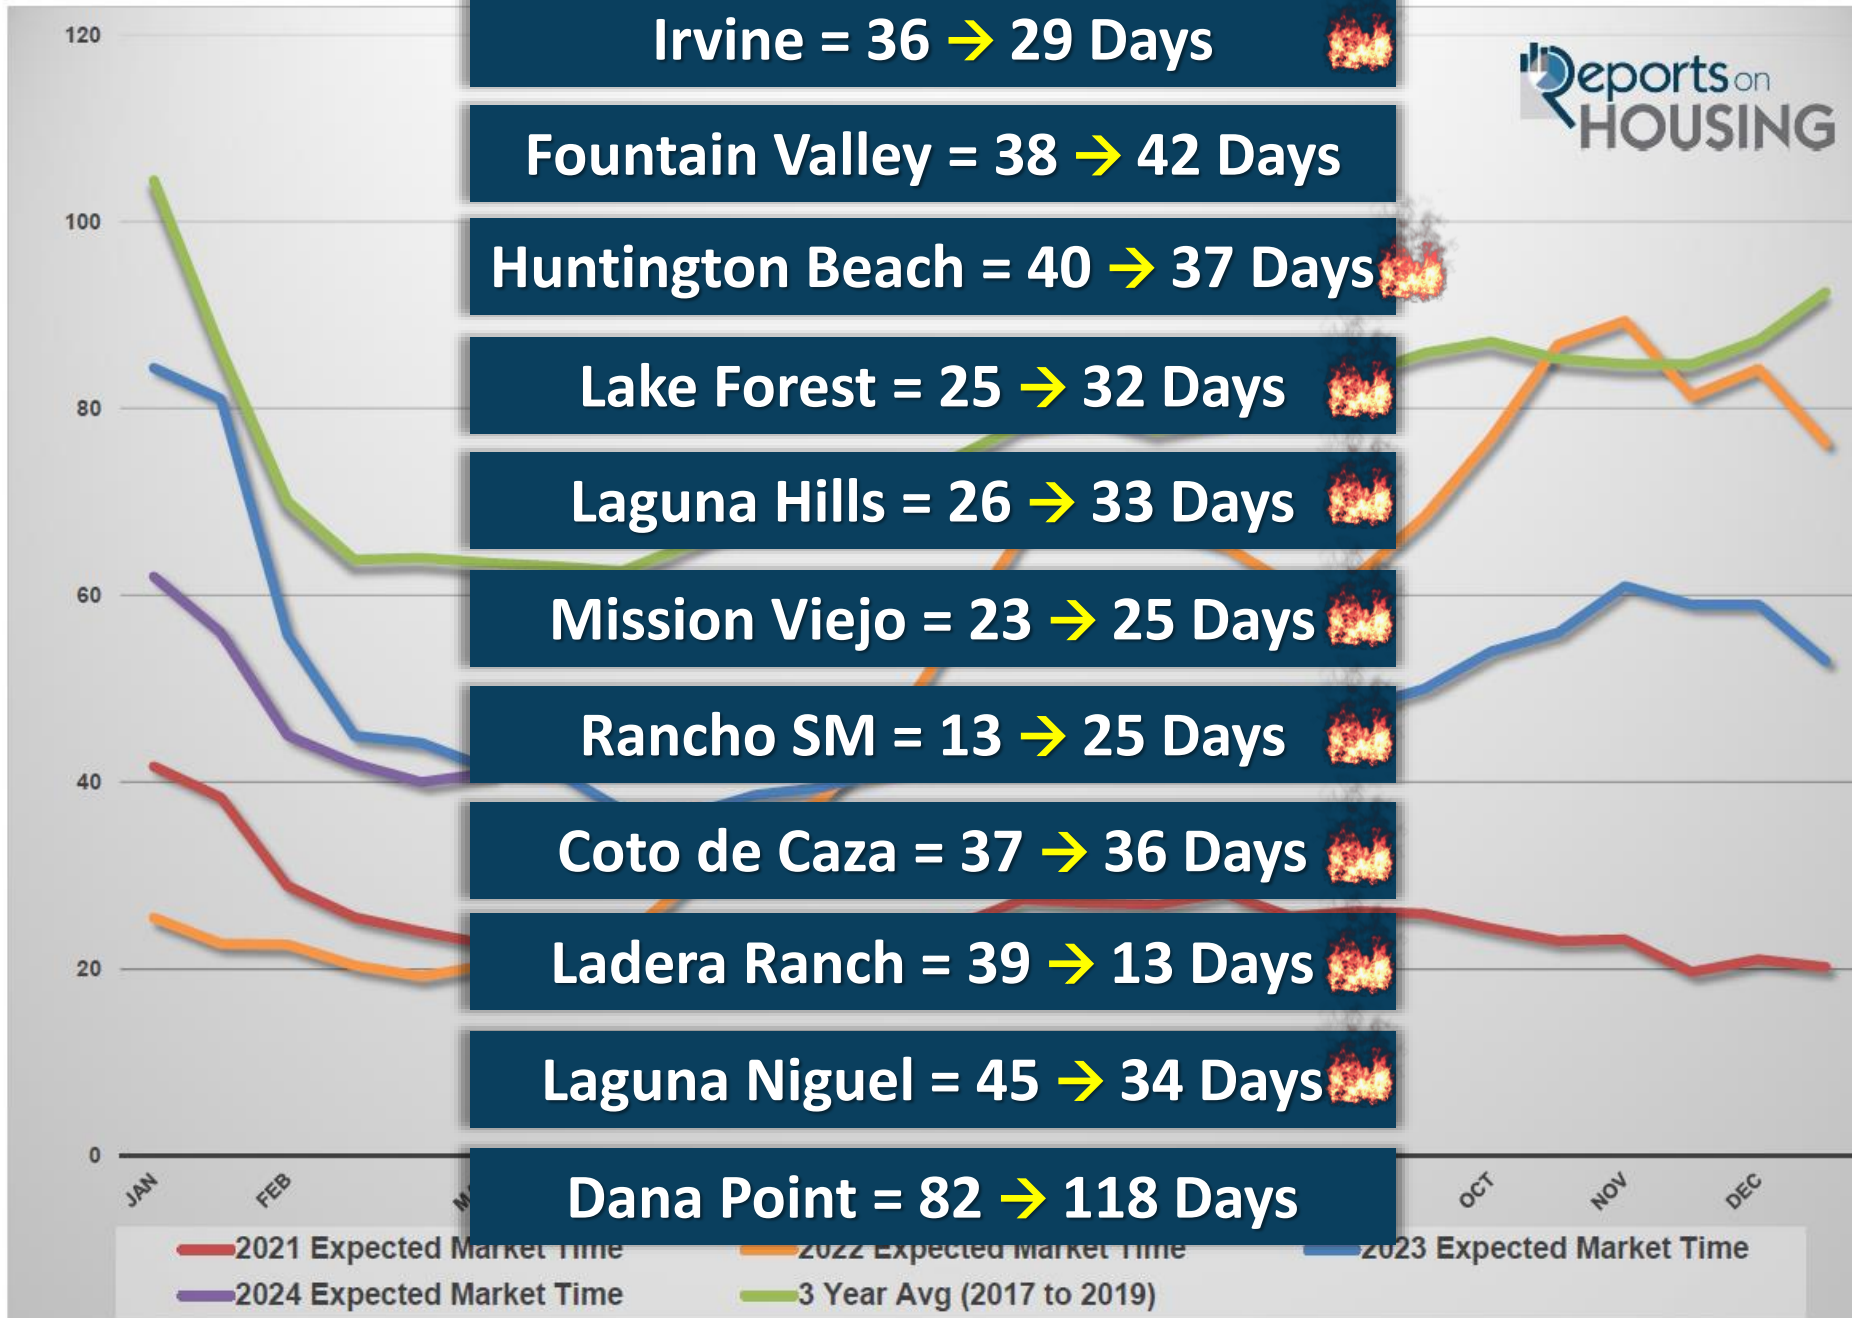 120
Irvine = 36 → 29 Days
Reports on
HOUSING
Fountain Valley = 38 → 42 Days
100
Huntington Beach = 40 → 37 Days
80
Lake Forest = 25 → 32 Days
Laguna Hills = 26 → 33 Days
60
Mission Viejo = 23 → 25 Days
Rancho SM = 13 → 25 Days
40
Coto de Caza = 37 → 36 Days
20
Ladera Ranch = 39 → 13 Days
Laguna Niguel = 45 → 34 Days
0
JAN
FEB
OCT
NOV
DEC
Dana Point = 82 → 118 Days
2021 Expected Market Time
2022 Expected Market Time
2023 Expected Market Time
2024 Expected Market Time
3 Year Avg (2017 to 2019)